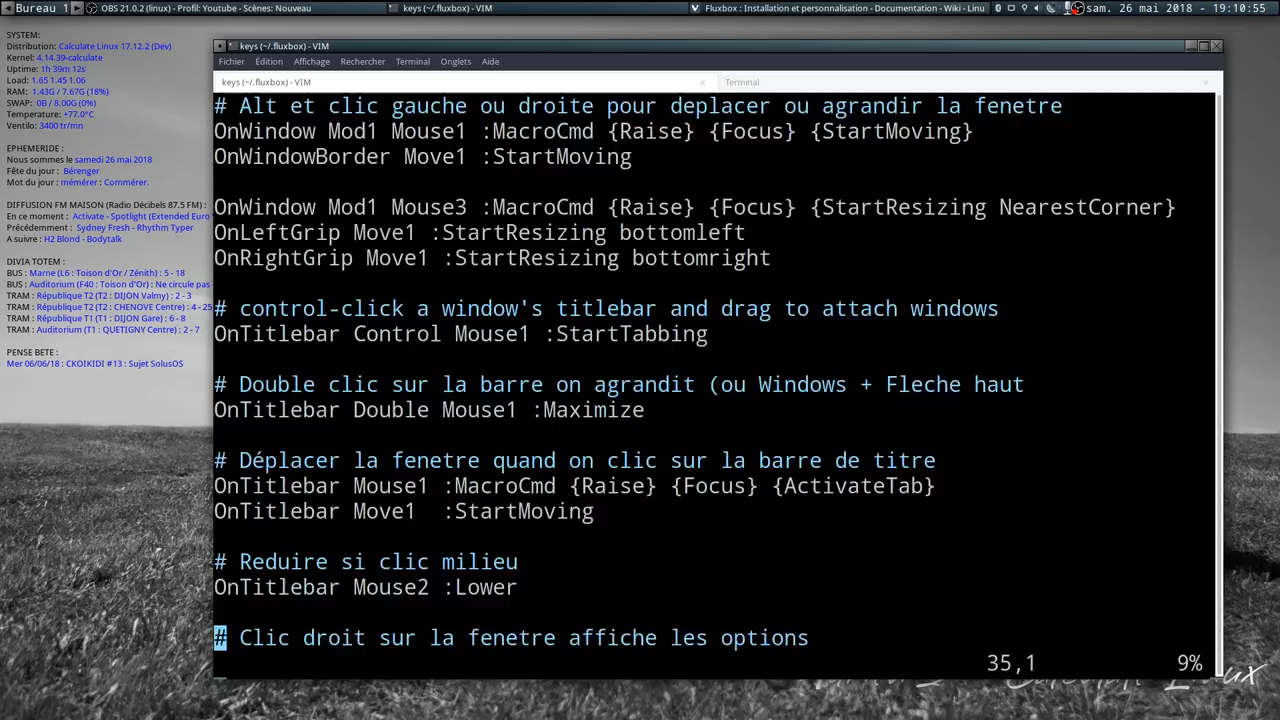 Bureau 1
OBS 21.0.2 (linux) - Profil: Youtube - Scènes: Nouveau
keys (~/.fluxbox) - VIM
Fluxbox : Installation et personnalisation - Documentation - Wiki - Linu
sam. 26 mai 2018 - 19:10:55
SYSTEM:
Distribution: Calculate Linux 17.12.2 (Dev)
Kernel: 4.14.39-calculate
Uptime: 1h 39m 12s
Load: 1.65 1.45 1.06
RAM: 1.43G / 7.67G (18%)
SWAP: 0B / 8.00G (0%)
Temperature: +77.0°C
Ventilo: 3400 tr/mn
EPHEMERIDE :
Nous sommes le samedi 26 mai 2018
Fête du jour : Bérenger
Mot du jour : mémérer : Commérer.
DIFFUSION FM MAISON (Radio Décibels 87.5 FM) :
En ce moment : Activate - Spotlight (Extended Euro
Précédemment : Sydney Fresh - Rhythm Typer
A suivre : H2 Blond - Bodytalk
DIVIA TOTEM :
BUS : Marne (L6 : Toison d'Or / Zénith) : 5 - 18
BUS : Auditorium (F40 : Toison d'Or) : Ne circule pas
TRAM : République T2 (T2 : DIJON Valmy) : 2 - 3
TRAM : République T2 (T2 : CHENOVE Centre) : 4 - 25
TRAM : République T1 (T1 : DIJON Gare) : 6 - 8
TRAM : Auditorium (T1 : QUETIGNY Centre) : 2 - 7
PENSE BETE :
Mer 06/06/18 : CKOIKIDI #13 : Sujet SolusOS
keys (~/.fluxbox) - VIM
Fichier Édition Affichage Rechercher Terminal Onglets Aide
keys (~/.fluxbox) - VIM
Terminal
# Alt et clic gauche ou droite pour deplacer ou agrandir la fenetre
OnWindow Mod1 Mouse1 :MacroCmd {Raise} {Focus} {StartMoving}
OnWindowBorder Move1 :StartMoving
OnWindow Mod1 Mouse3 :MacroCmd {Raise} {Focus} {StartResizing NearestCorner}
OnLeftGrip Move1 :StartResizing bottomleft
OnRightGrip Move1 :StartResizing bottomright
# control-click a window's titlebar and drag to attach windows
OnTitlebar Control Mouse1 :StartTabbing
# Double clic sur la barre on agrandit (ou Windows + Fleche haut
OnTitlebar Double Mouse1 :Maximize
# Déplacer la fenetre quand on clic sur la barre de titre
OnTitlebar Mouse1 :MacroCmd {Raise} {Focus} {ActivateTab}
OnTitlebar Move1  :StartMoving
# Reduire si clic milieu
OnTitlebar Mouse2 :Lower
# Clic droit sur la fenetre affiche les options
35,1 9%